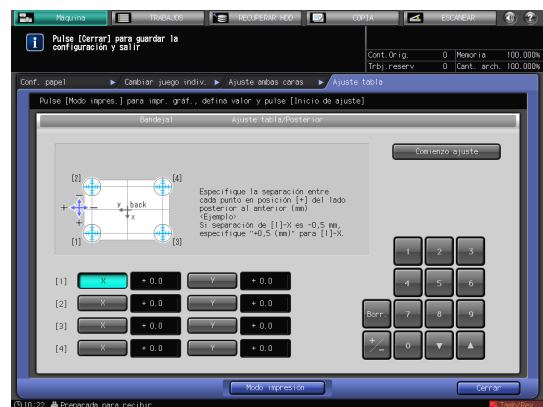 Máquina
TRABAJOS
RECUPERAR HDD
COPIA
ESCANEAR
Pulse [Cerrar] para guardar la
configuración y salir
Cont.Orig. 0 Memoria 100.000%
Trbj.reserv 0 Cant. arch. 100.000%
Conf. papel Cambiar juego indiv. Ajuste ambas caras Ajuste tabla
Pulse [Modo impres.] para impr. gráf., defina valor y pulse [[Inicio de ajuste]
Bandeja1 Ajuste tabla/Posterior
Comienzo ajuste
[2] [4]
− + −
+
y back
x
[1] [3]
Especifique la separación entre
cada punto en posición [+] del lado
posterior al anterior (mm)
<Ejemplo>
Si separación de [1]-X es -0,5 mm,
especifique "+0,5 (mm)" para [1]-X.
[1] X + 0.0 Y + 0.0
[2] X + 0.0 Y + 0.0
[3] X + 0.0 Y + 0.0
[4] X + 0.0 Y + 0.0
1 2 3
4 5 6
Borr. 7 8 9
+/- 0 ▼ ▲
Modo impresión
Cerrar
10:22 Preparada para recibir
Tamb/Rev